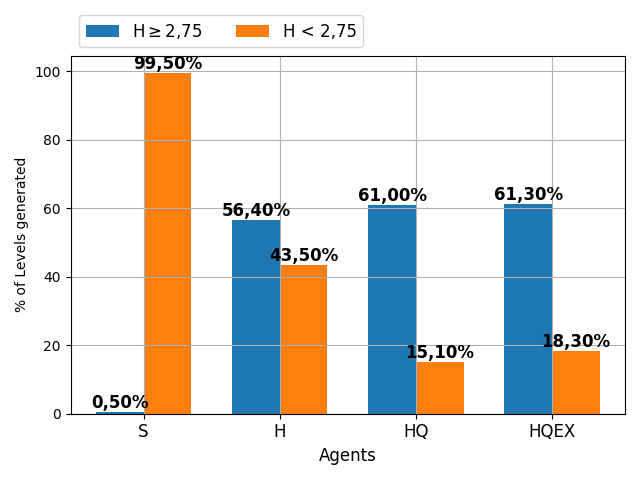 H ≥ 2,75
H < 2,75
% of Levels generated
100
80
60
40
20
0
0,50%
99,50%
56,40%
43,50%
61,00%
15,10%
61,30%
18,30%
S
H
HQ
HQEX
Agents